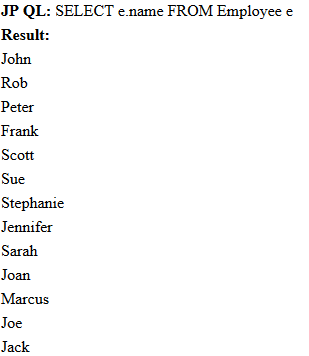 JP QL: SELECT e.name FROM Employee e
Result:
John
Rob
Peter
Frank
Scott
Sue
Stephanie
Jennifer
Sarah
Joan
Marcus
Joe
Jack